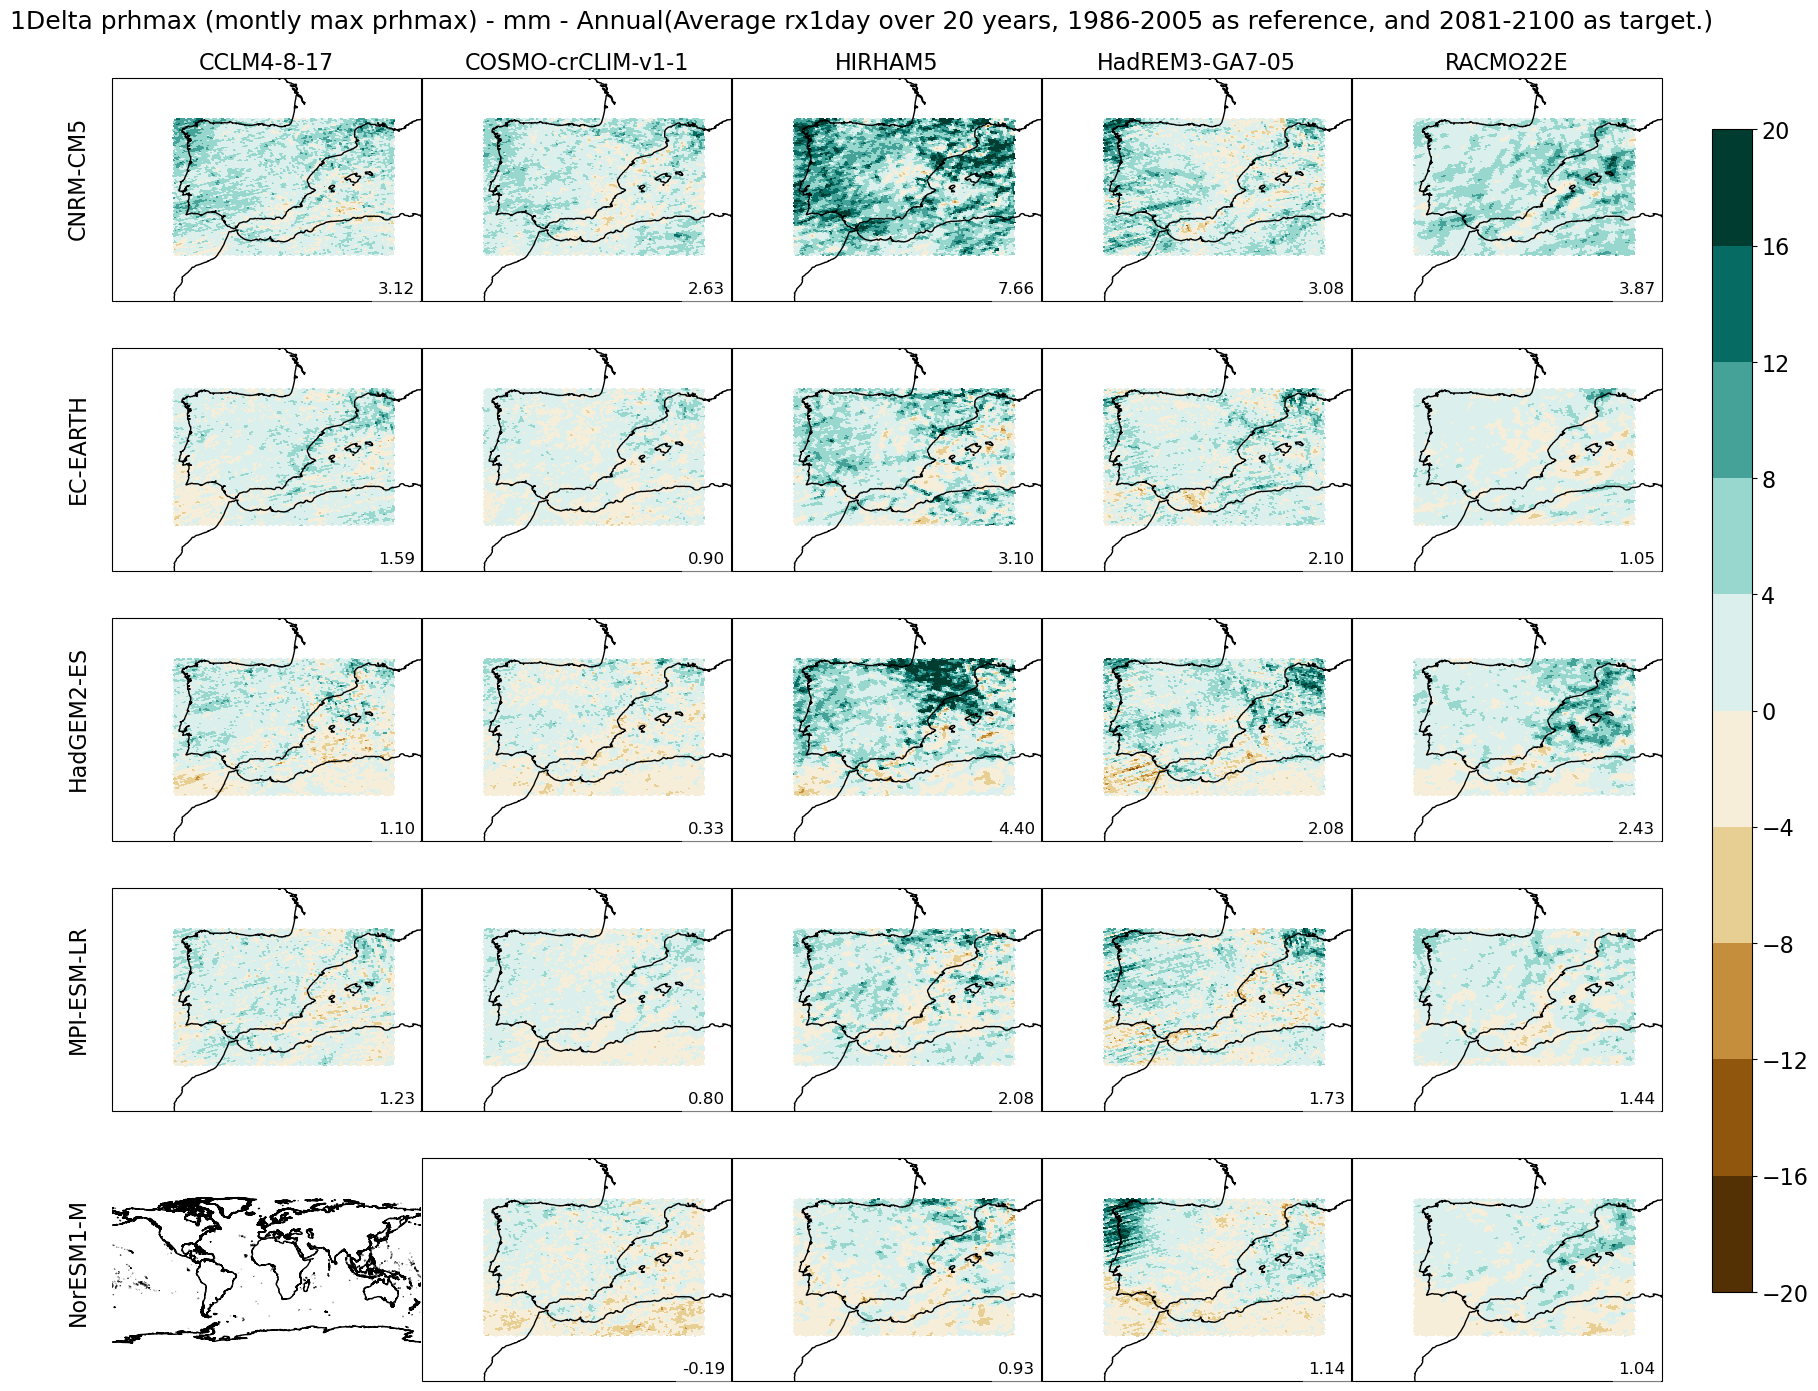 1Delta prhmax (montly max prhmax) - mm - Annual(Average rx1day over 20 years, 1986-2005 as reference, and 2081-2100 as target.)
CCLM4-8-17 COSMO-crCLIM-v1-1 HIRHAM5 HadREM3-GA7-05 RACMO22E
CNRM-CM5
3.12 2.63 7.66 3.08 3.87
EC-EARTH
1.59 0.90 3.10 2.10 1.05
HadGEM2-ES
1.10 0.33 4.40 2.08 2.43
MPI-ESM-LR
1.23 0.80 2.08 1.73 1.44
NorESM1-M
-0.19 0.93 1.14 1.04
20
16
12
8
4
0
−4
−8
−12
−16
−20